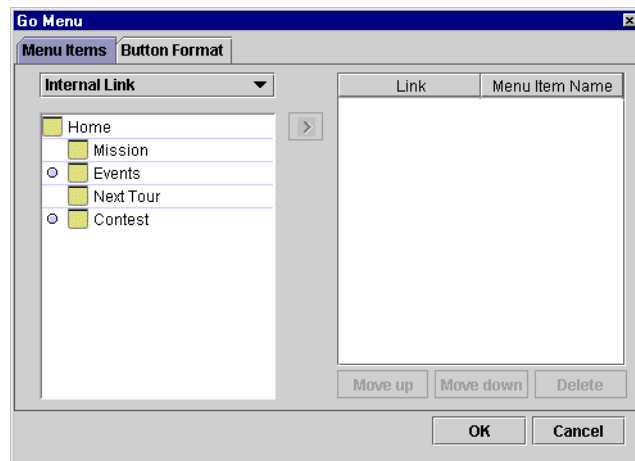 Go Menu
Menu Items Button Format
Internal Link
Link Menu Item Name
Home
Mission
Events
Next Tour
Contest
Move up Move down Delete
OK Cancel